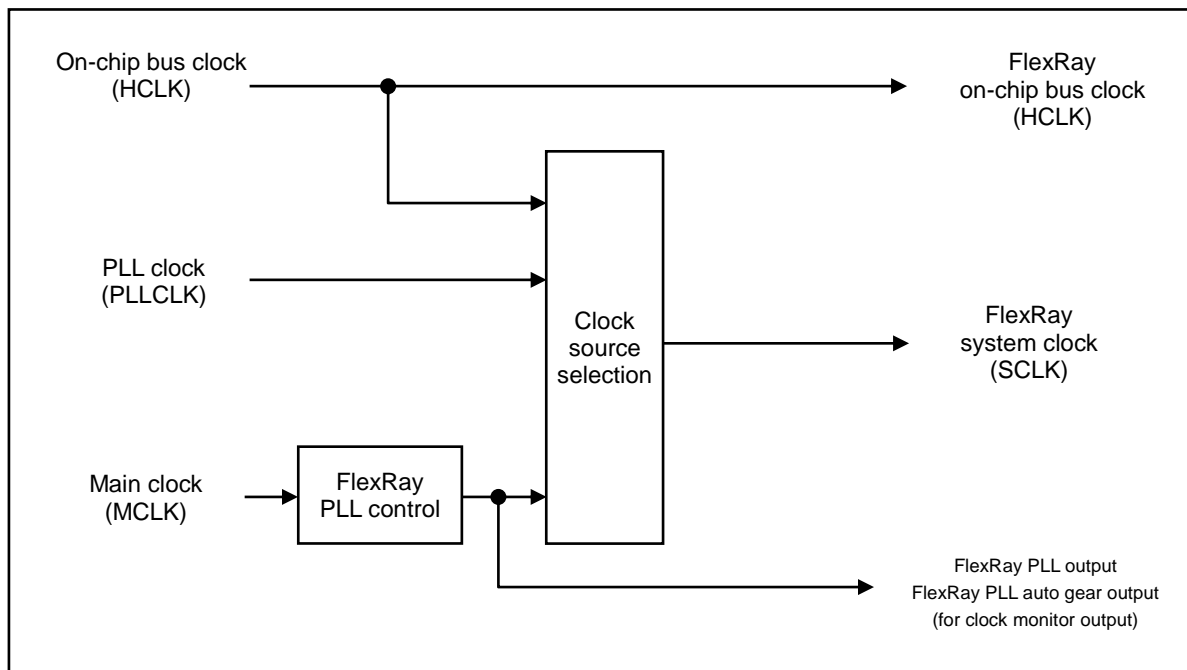 On-chip bus clock
(HCLK)
FlexRay
on-chip bus clock
(HCLK)
PLL clock
(PLLCLK)
Clock
source
selection
FlexRay
system clock
(SCLK)
Main clock
(MCLK)
FlexRay
PLL control
FlexRay PLL output
FlexRay PLL auto gear output
(for clock monitor output)